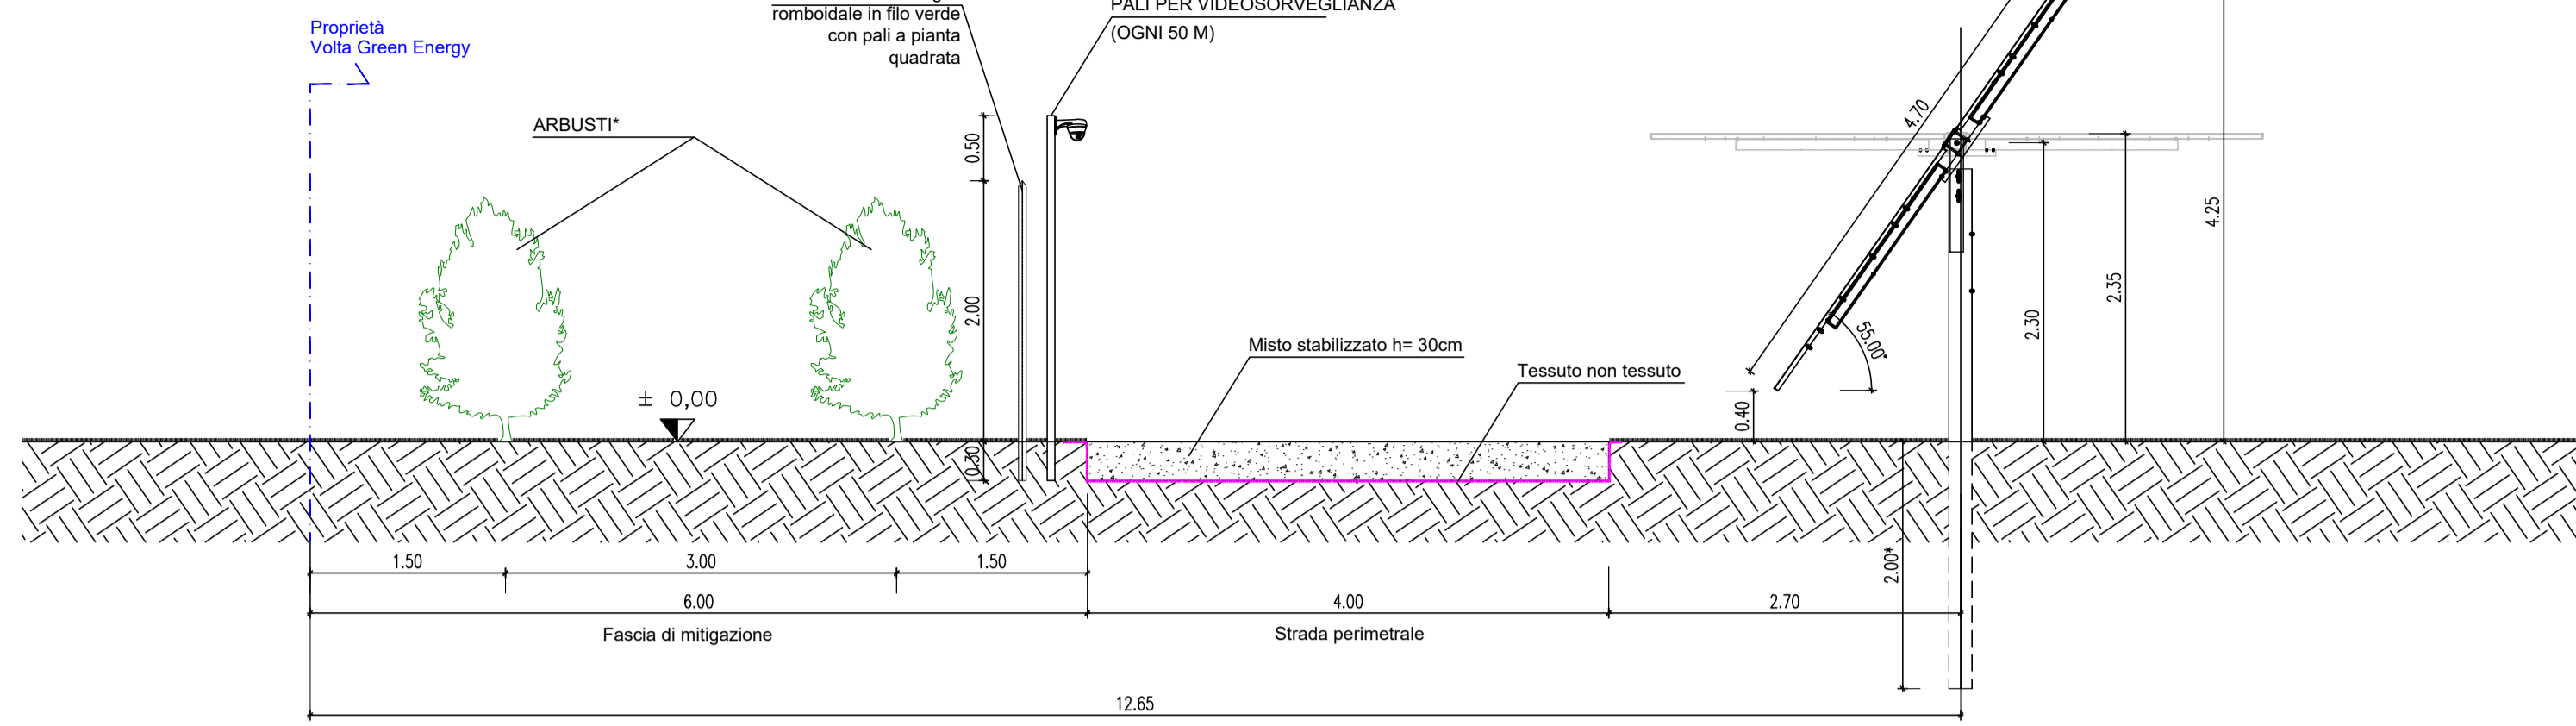 romboidale in filo verde
con pali a pianta
quadrata
PALI PER VIDEOSORVEGLIANZA
(OGNI 50 M)
Proprietà
Volta Green Energy
ARBUSTI*
0.50
4.70
4.25
2.00
2.35
2.30
Misto stabilizzato h= 30cm
55.00°
Tessuto non tessuto
± 0,00
0.40
0.30
1.50
3.00
1.50
2.00*
6.00
4.00
2.70
Fascia di mitigazione
Strada perimetrale
12.65